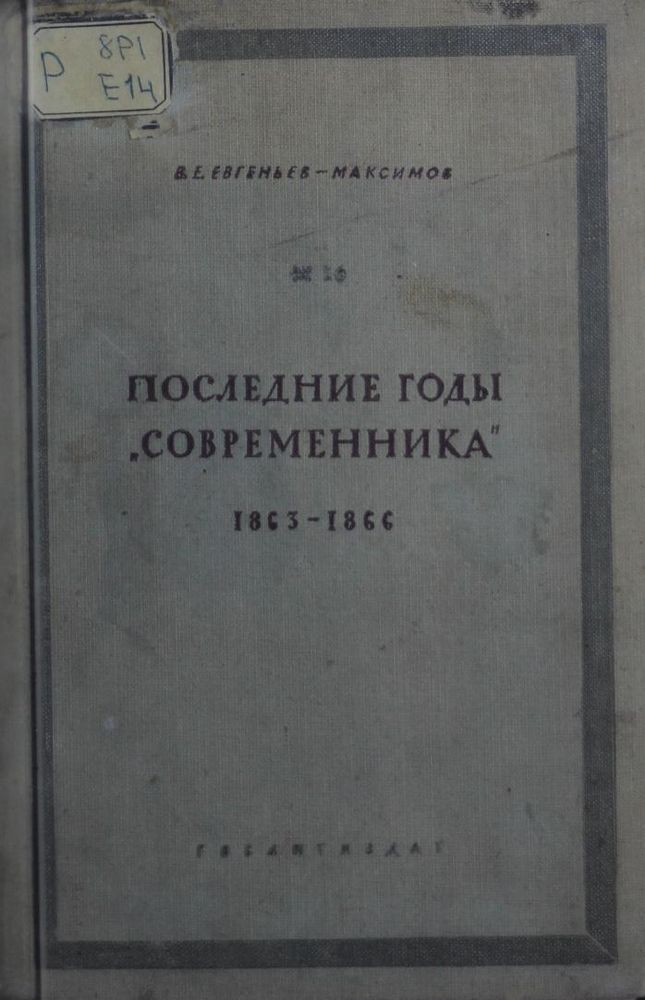 Р 8Р1
Е14
В. Е. ЕВГЕНЬЕВ-МАКСИМОВ
ПОСЛЕДНИЕ ГОДЫ
„СОВРЕМЕННИКА"
1863-1866
ГОСЛИТИЗДАТ